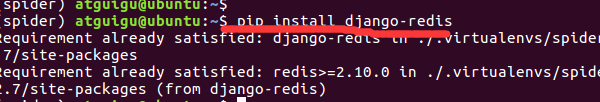 (spider) atguigu@ubuntu:~$
(spider) atguigu@ubuntu:~$ pip install django-redis
Requirement already satisfied: django-redis in ./.virtualenvs/spide
.7/site-packages
Requirement already satisfied: redis>=2.10.0 in ./.virtualenvs/spid
2.7/site-packages (from django-redis)